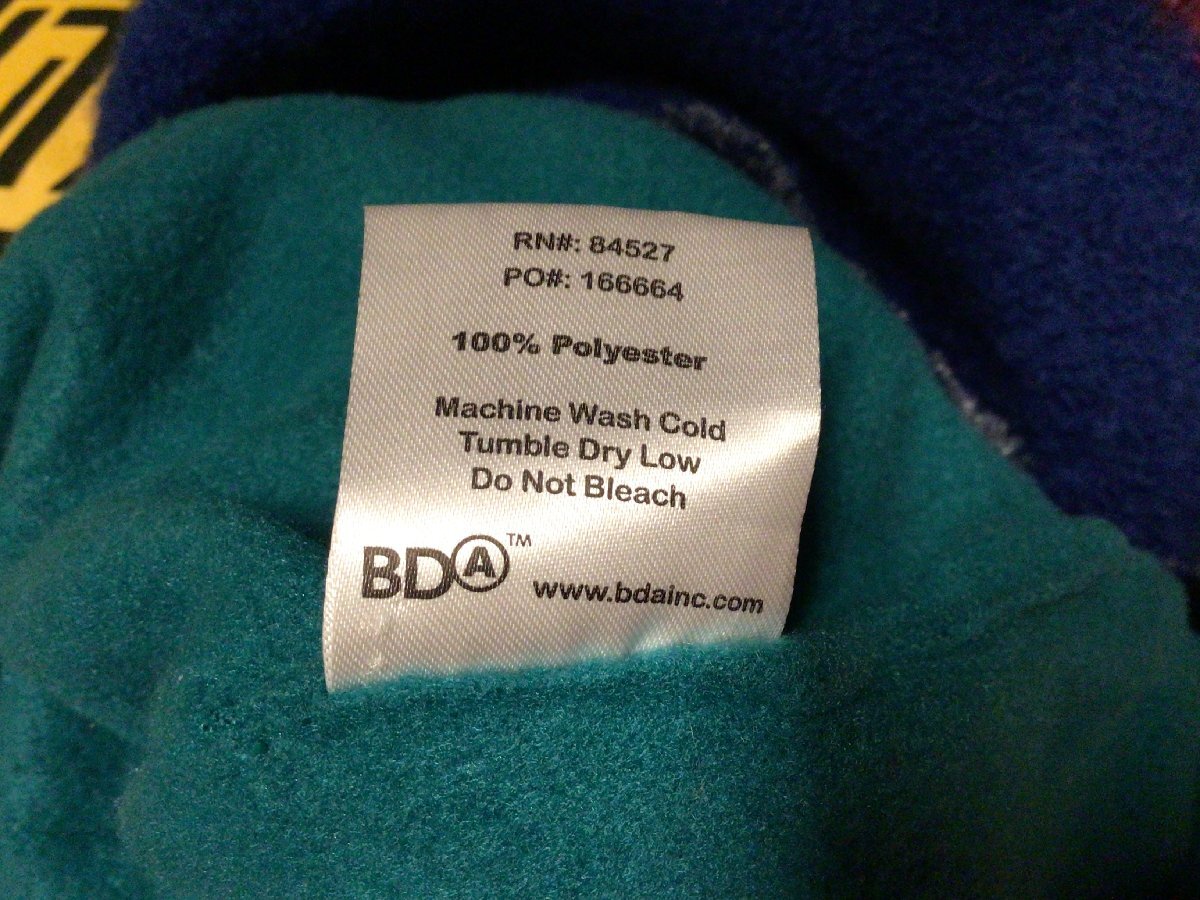 RN#: 84527
PO#: 166664
100% Polyester
Machine Wash Cold
Tumble Dry Low
Do Not Bleach
BDA™ www.bdainc.com